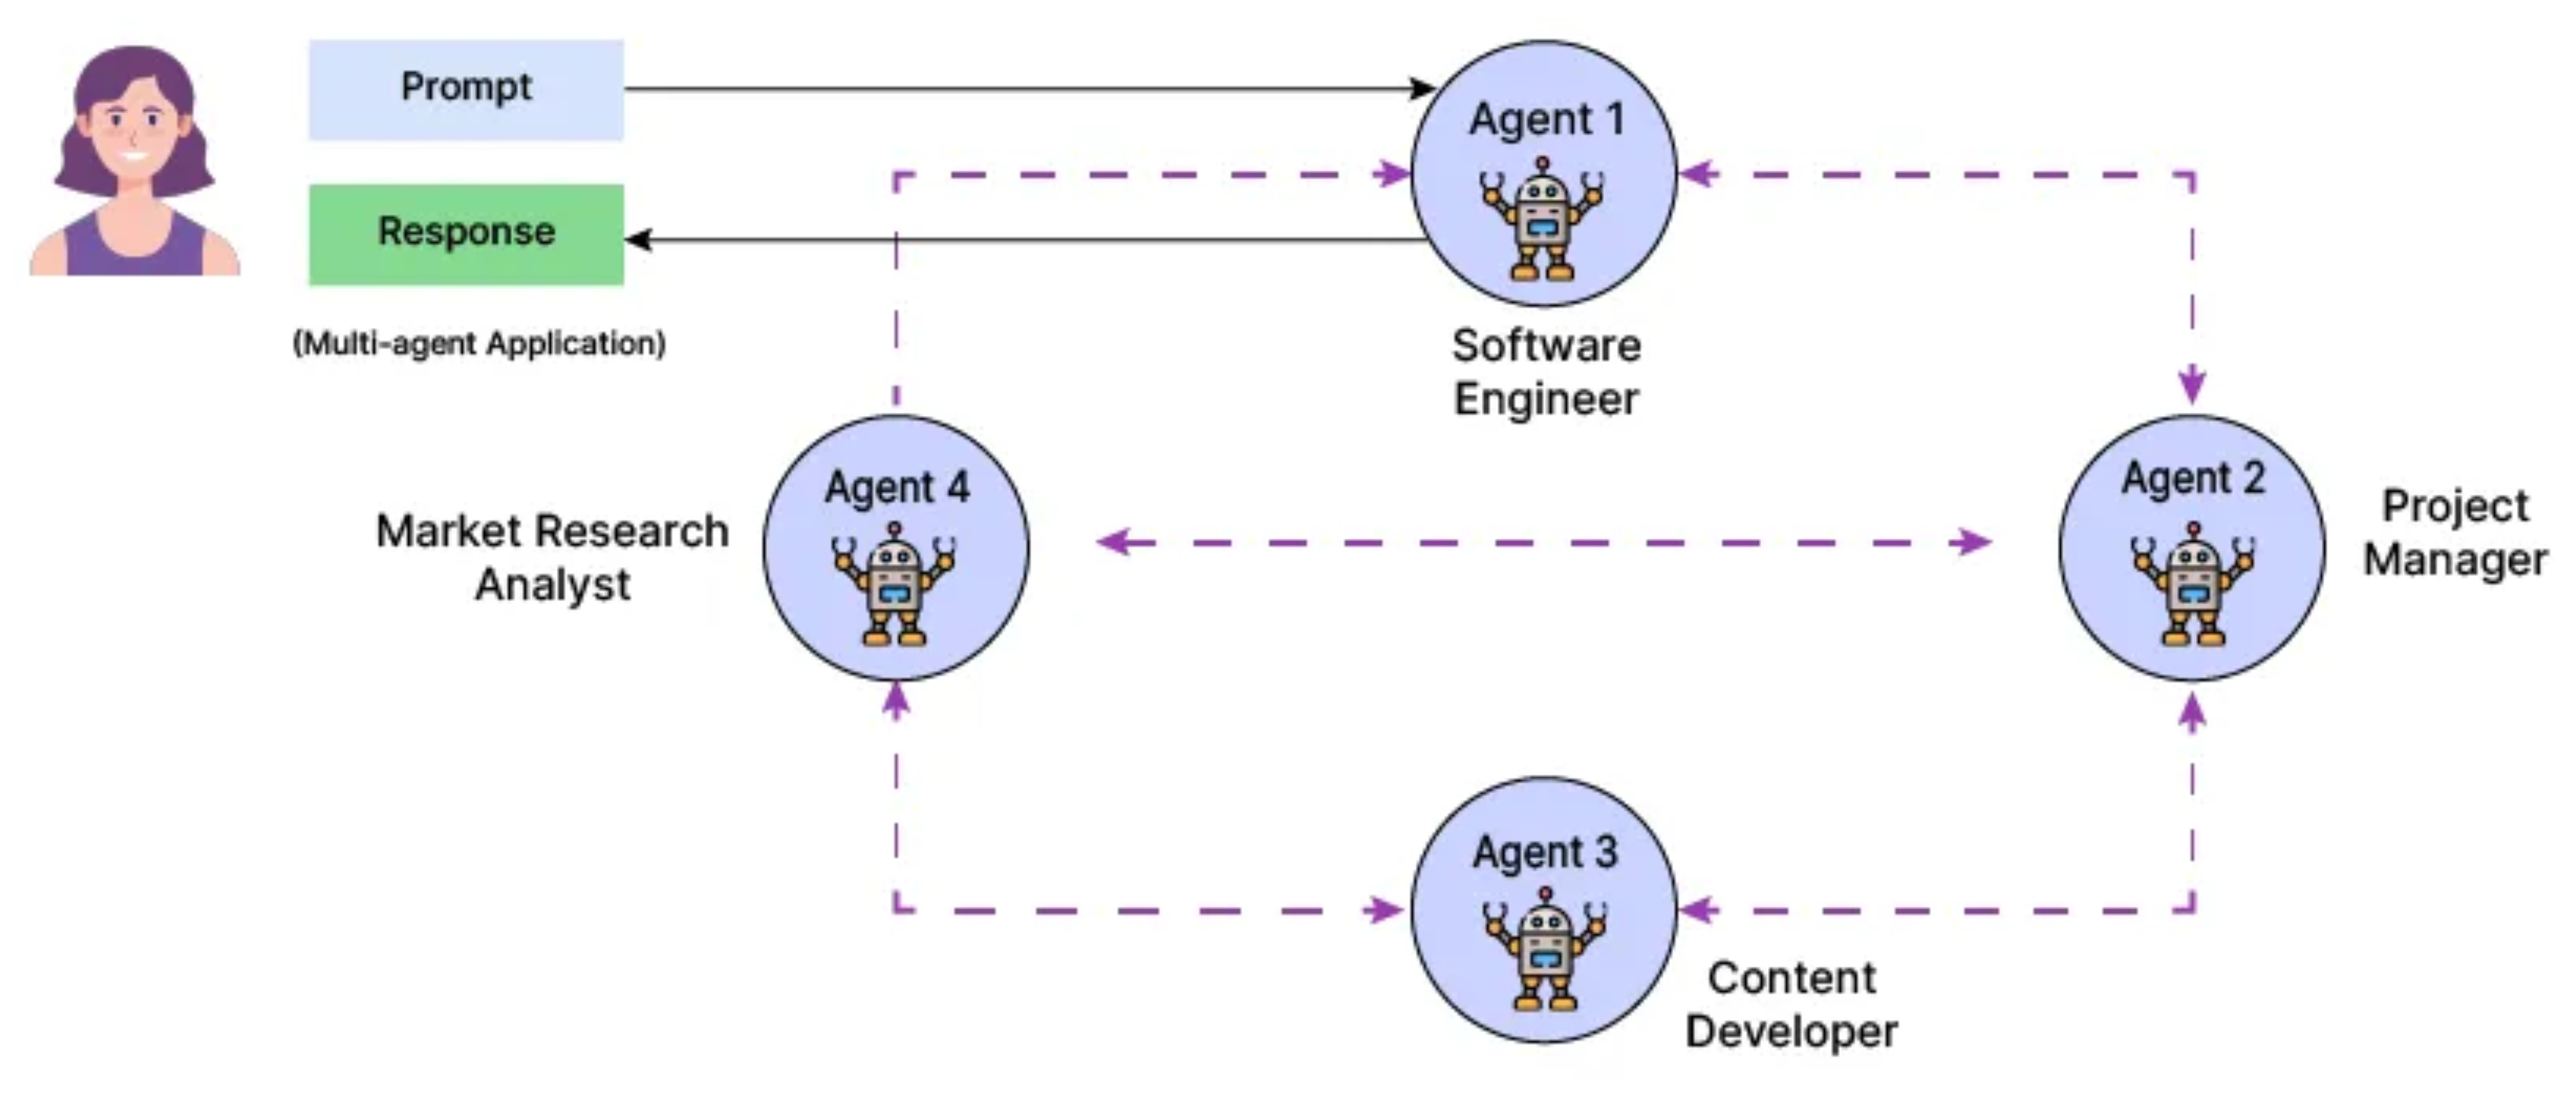 Prompt
Response
(Multi-agent Application)
Agent 1
Software
Engineer
Agent 4
Market Research
Analyst
Agent 2
Project
Manager
Agent 3
Content
Developer